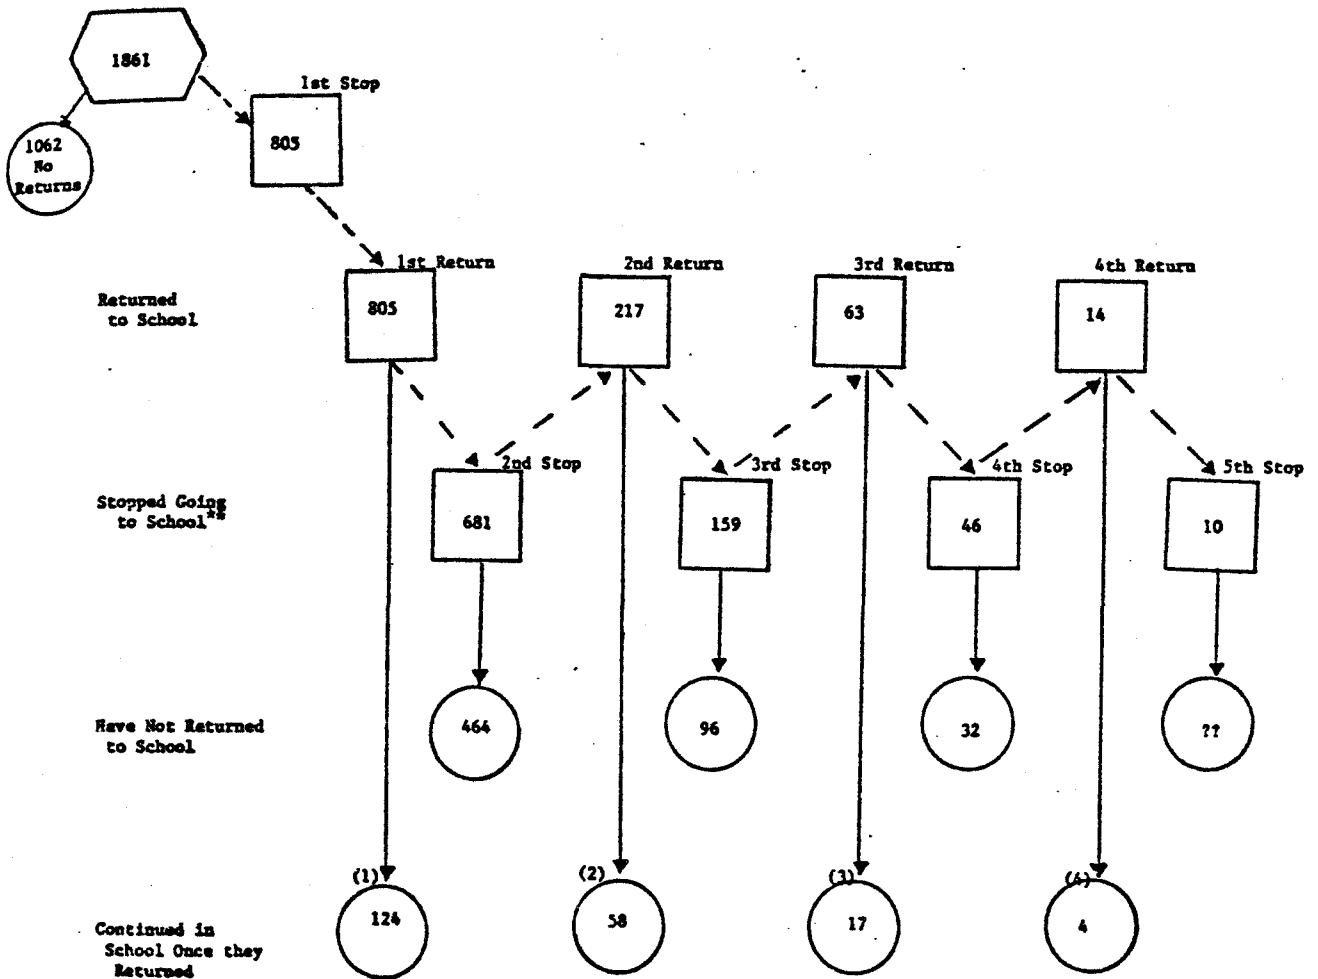 1861
1st Stop
805
1062
No
Returns
1st Return
2nd Return
3rd Return
4th Return
Returned
to School
805
217
63
14
2nd Stop
3rd Stop
4th Stop
5th Stop
Stopped Going
to School**
681
159
46
10
Have Not Returned
to School
464
96
32
??
(1)
(2)
(3)
(4)
124
58
17
4
Continued in
School Once they
Returned